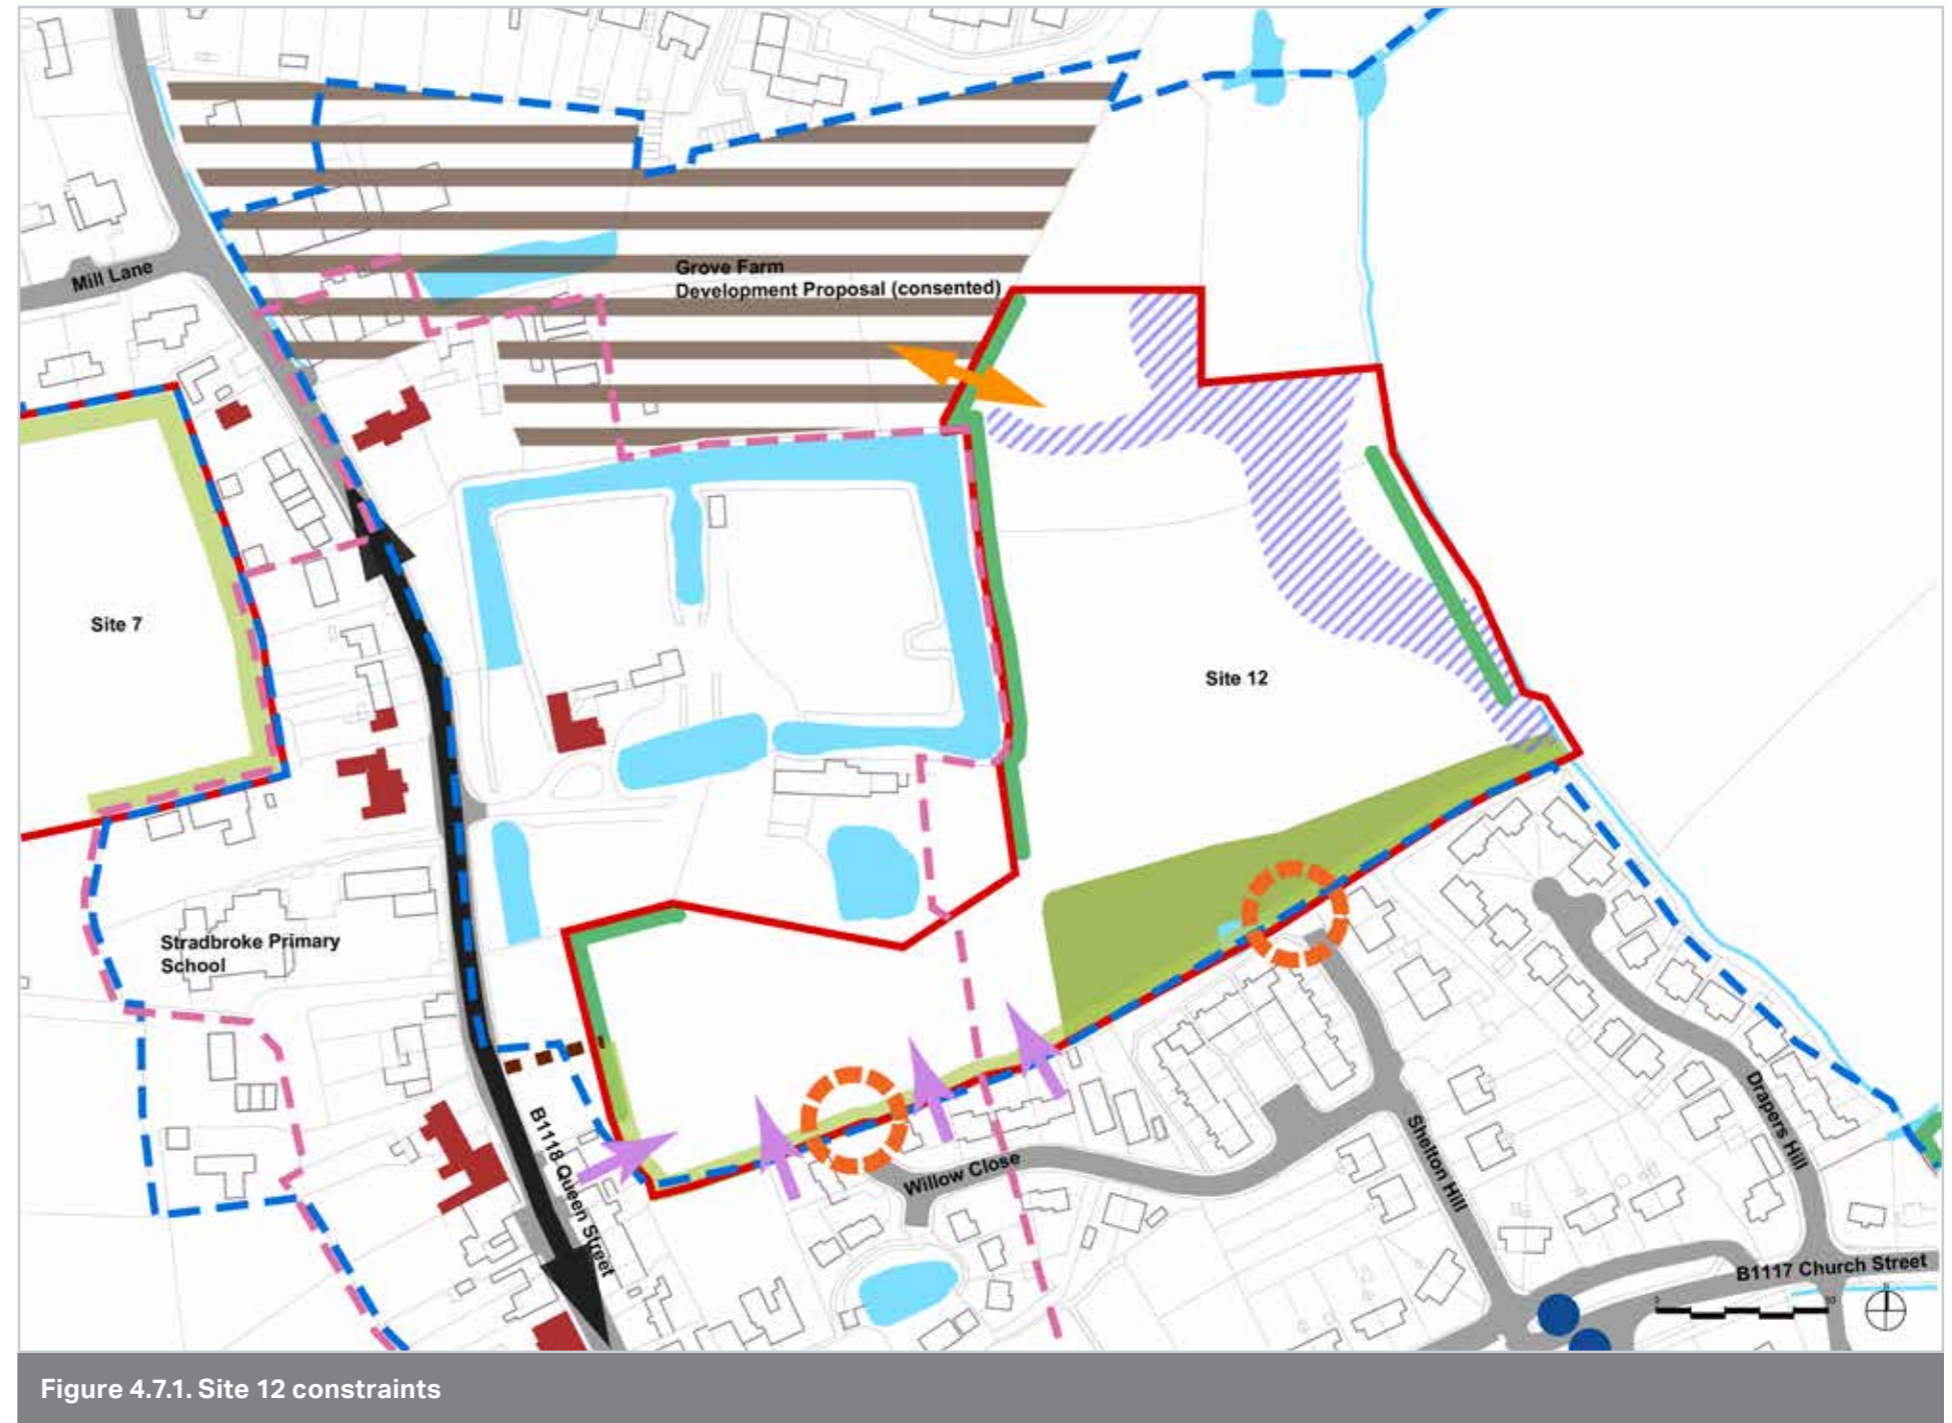 Mill Lane
Grove Farm
Development Proposal (consented)
Site 7
Site 12
Stradbroke Primary
School
B1118 Queen Street
Willow Close
Shelton Hill
Drapers Hill
B1117 Church Street
Figure 4.7.1. Site 12 constraints